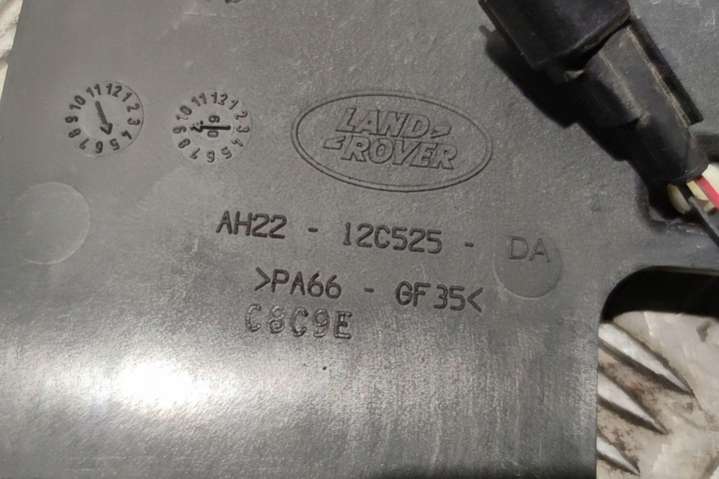 LAND
ROVER
AH22 - 12C525 - DA
>PA66 - GF35<
C8C9E